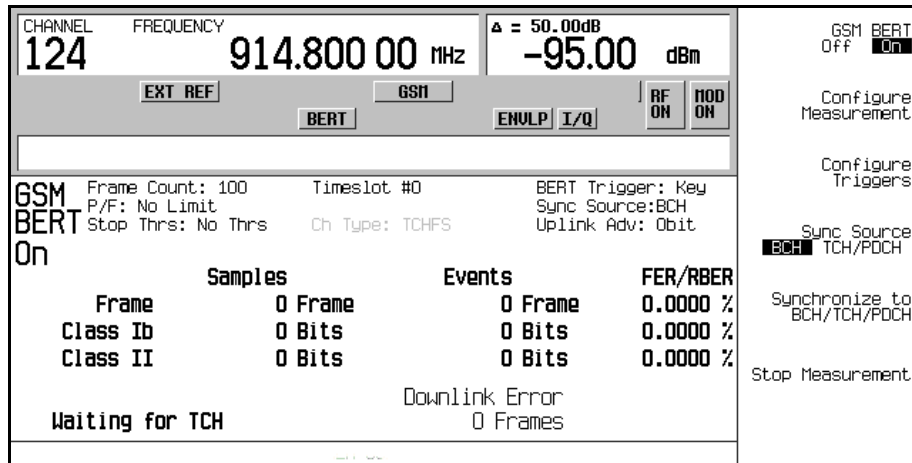 CHANNEL FREQUENCY Δ = 50.00dB
124 914.800 00 MHz -95.00 dBm
EXT REF GSM RF ON MOD ON
BERT ENVLP I/Q
GSM BERT On
Frame Count: 100 Timeslot #0 BERT Trigger: Key
P/F: No Limit Sync Source:BCH
Stop Thrs: No Thrs Ch Type: TCHFS Uplink Adv: 0bit
Samples Events FER/RBER
Frame 0 Frame 0 Frame 0.0000 %
Class Ib 0 Bits 0 Bits 0.0000 %
Class II 0 Bits 0 Bits 0.0000 %
Downlink Error
Waiting for TCH 0 Frames
GSM BERT
Off On
Configure
Measurement
Configure
Triggers
Sync Source
BCH TCH/PDCH
Synchronize to
BCH/TCH/PDCH
Stop Measurement